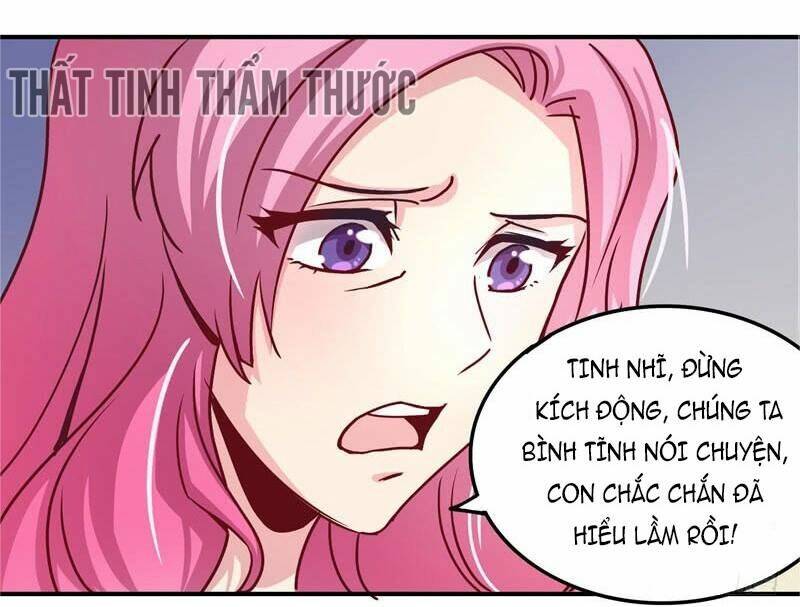 THẤT TINH THẨM THƯỚC
TINH NHĨ, ĐỪNG
KÍCH ĐỘNG, CHÚNG TA
BÌNH TĨNH NÓI CHUYỆN,
CON CHẮC CHẮN ĐÃ
HIỂU LẦM RỒI!